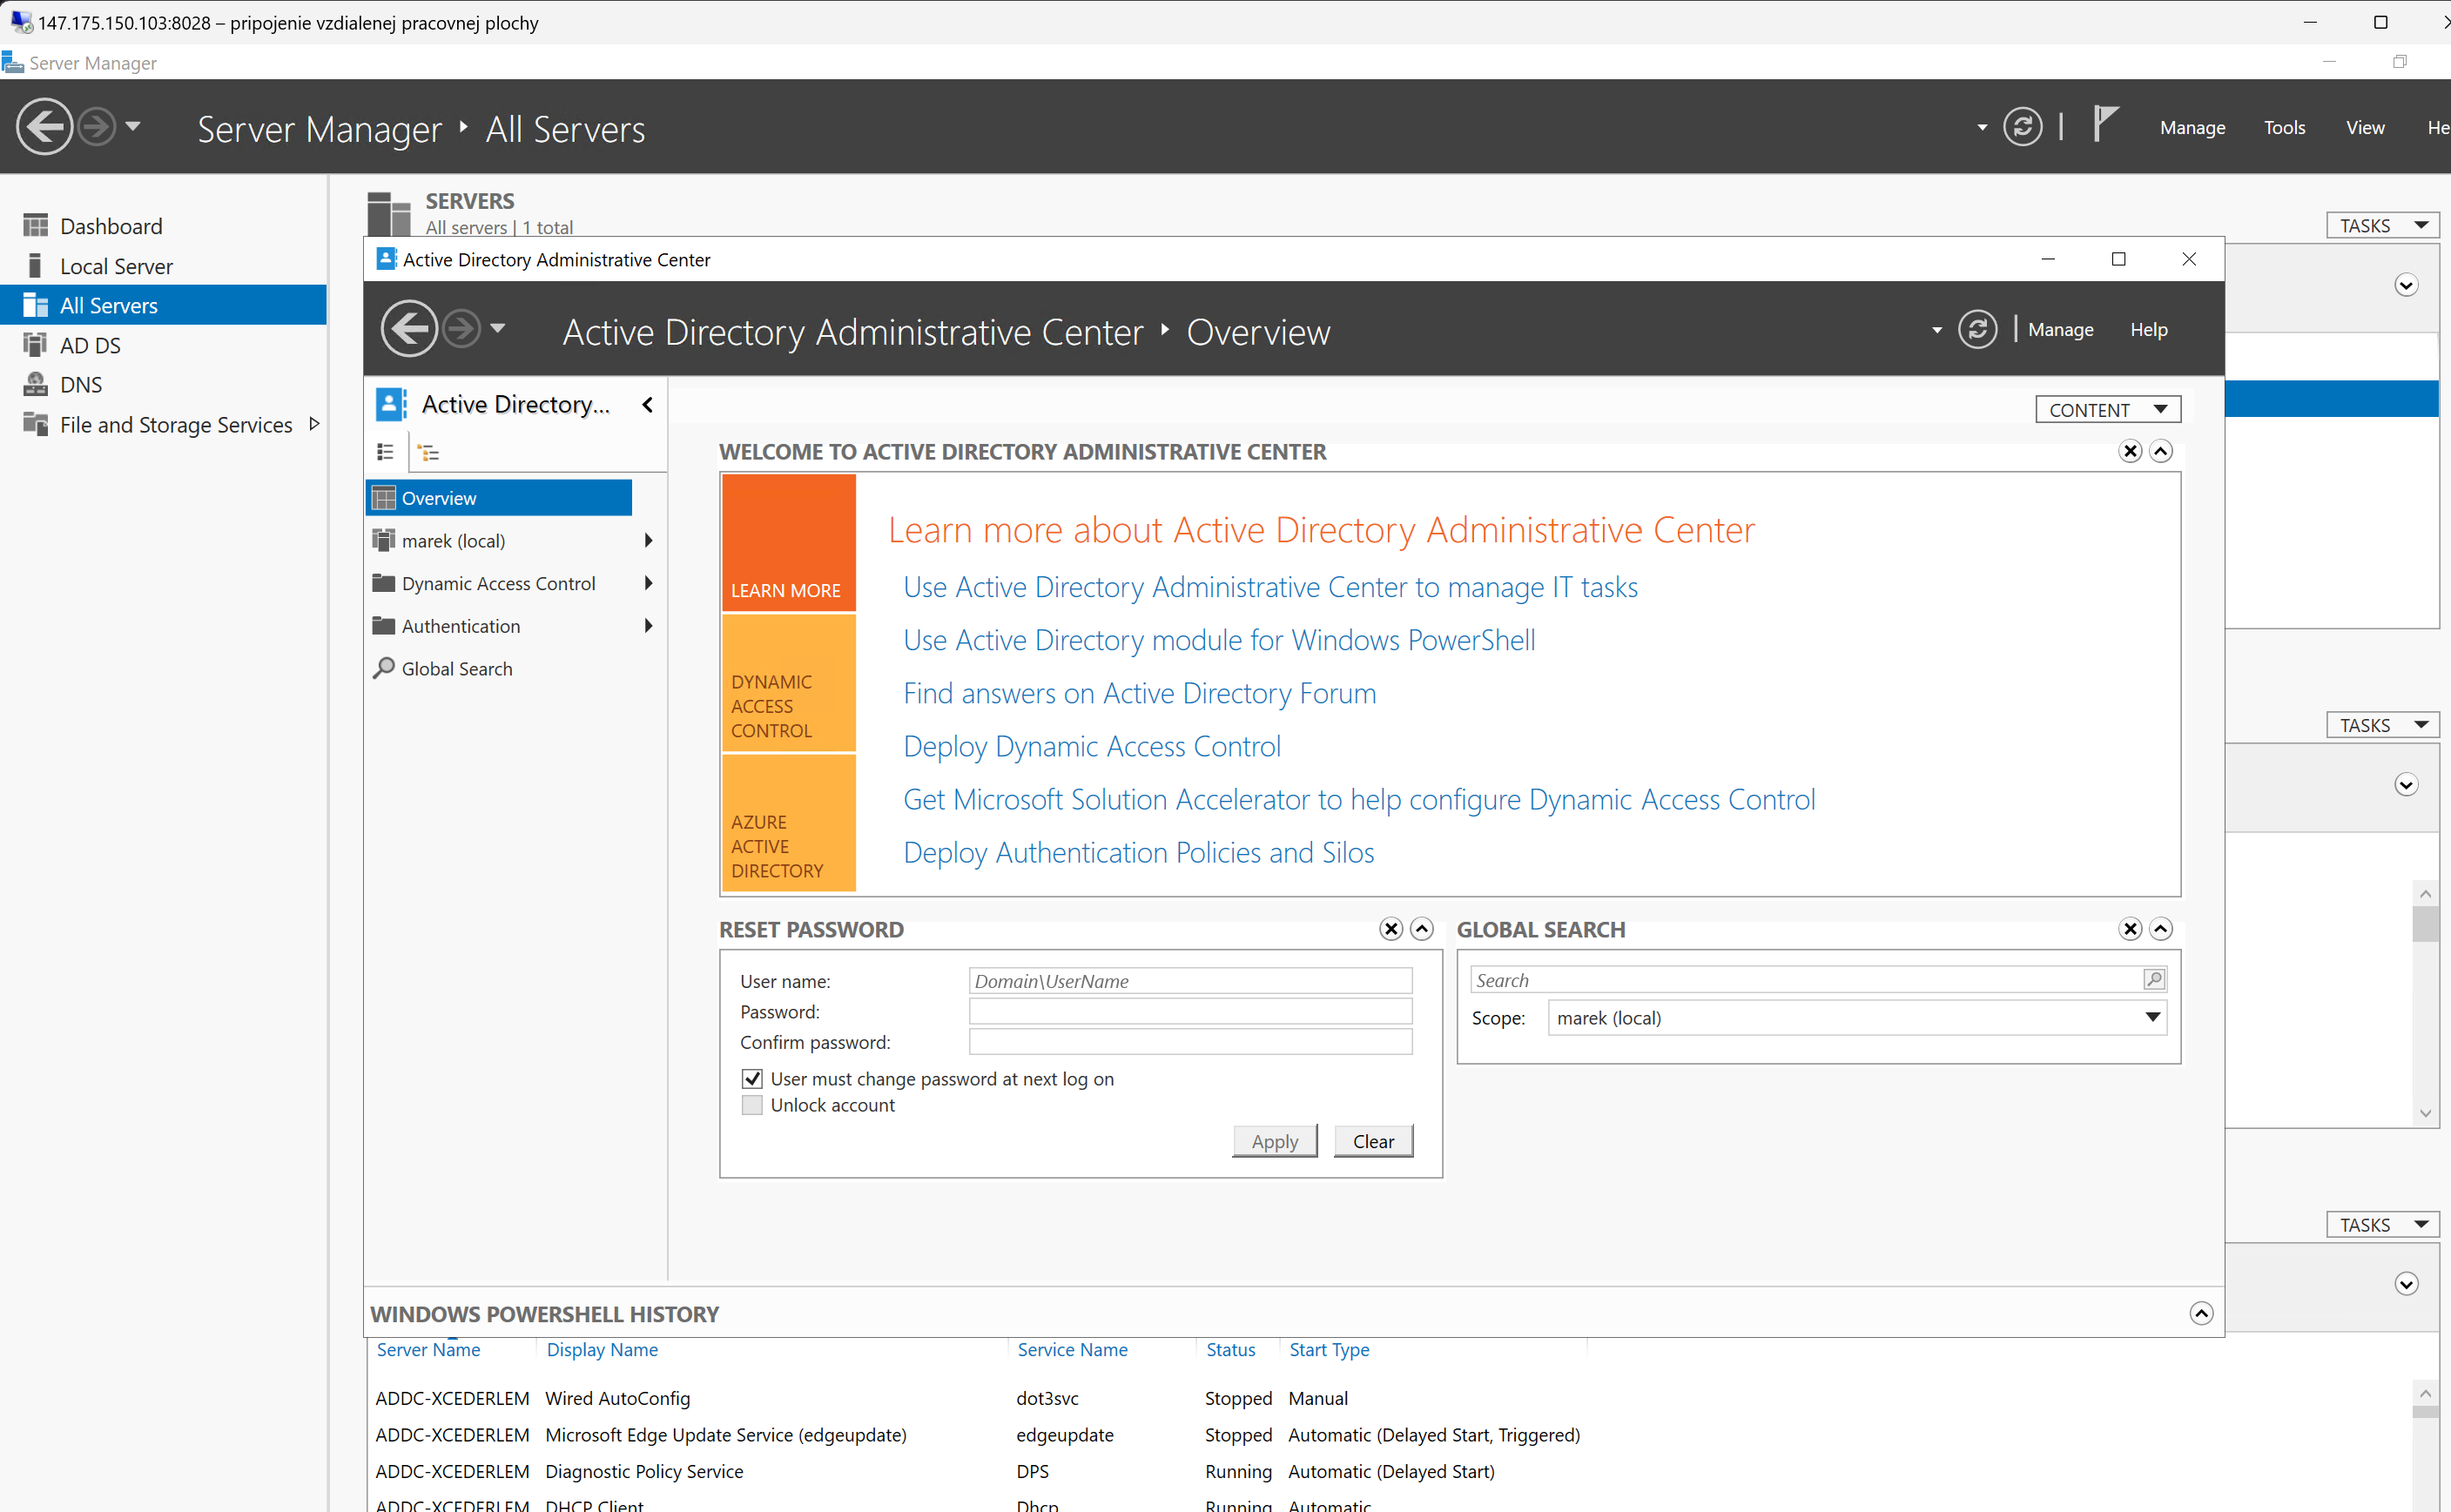 147.175.150.103:8028 – pripojenie vzdialenej pracovnej plochy
Server Manager
Server Manager All Servers
Manage Tools View He
Dashboard
Local Server
All Servers
AD DS
DNS
File and Storage Services
SERVERS
All servers | 1 total
TASKS
Active Directory Administrative Center
Active Directory Administrative Center Overview
Manage Help
Active Directory...
CONTENT
Overview
marek (local)
Dynamic Access Control
Authentication
Global Search
WELCOME TO ACTIVE DIRECTORY ADMINISTRATIVE CENTER
LEARN MORE
DYNAMIC
ACCESS
CONTROL
AZURE
ACTIVE
DIRECTORY
Learn more about Active Directory Administrative Center
Use Active Directory Administrative Center to manage IT tasks
Use Active Directory module for Windows PowerShell
Find answers on Active Directory Forum
Deploy Dynamic Access Control
Get Microsoft Solution Accelerator to help configure Dynamic Access Control
Deploy Authentication Policies and Silos
TASKS
RESET PASSWORD
User name: Domain\UserName
Password:
Confirm password:
User must change password at next log on
Unlock account
Apply Clear
GLOBAL SEARCH
Search
Scope: marek (local)
TASKS
WINDOWS POWERSHELL HISTORY
Server Name Display Name Service Name Status Start Type
ADDC-XCEDERLEM Wired AutoConfig dot3svc Stopped Manual
ADDC-XCEDERLEM Microsoft Edge Update Service (edgeupdate) edgeupdate Stopped Automatic (Delayed Start, Triggered)
ADDC-XCEDERLEM Diagnostic Policy Service DPS Running Automatic (Delayed Start)
ADDC-XCEDERLEM DHCP Client Dhcp Running Automatic